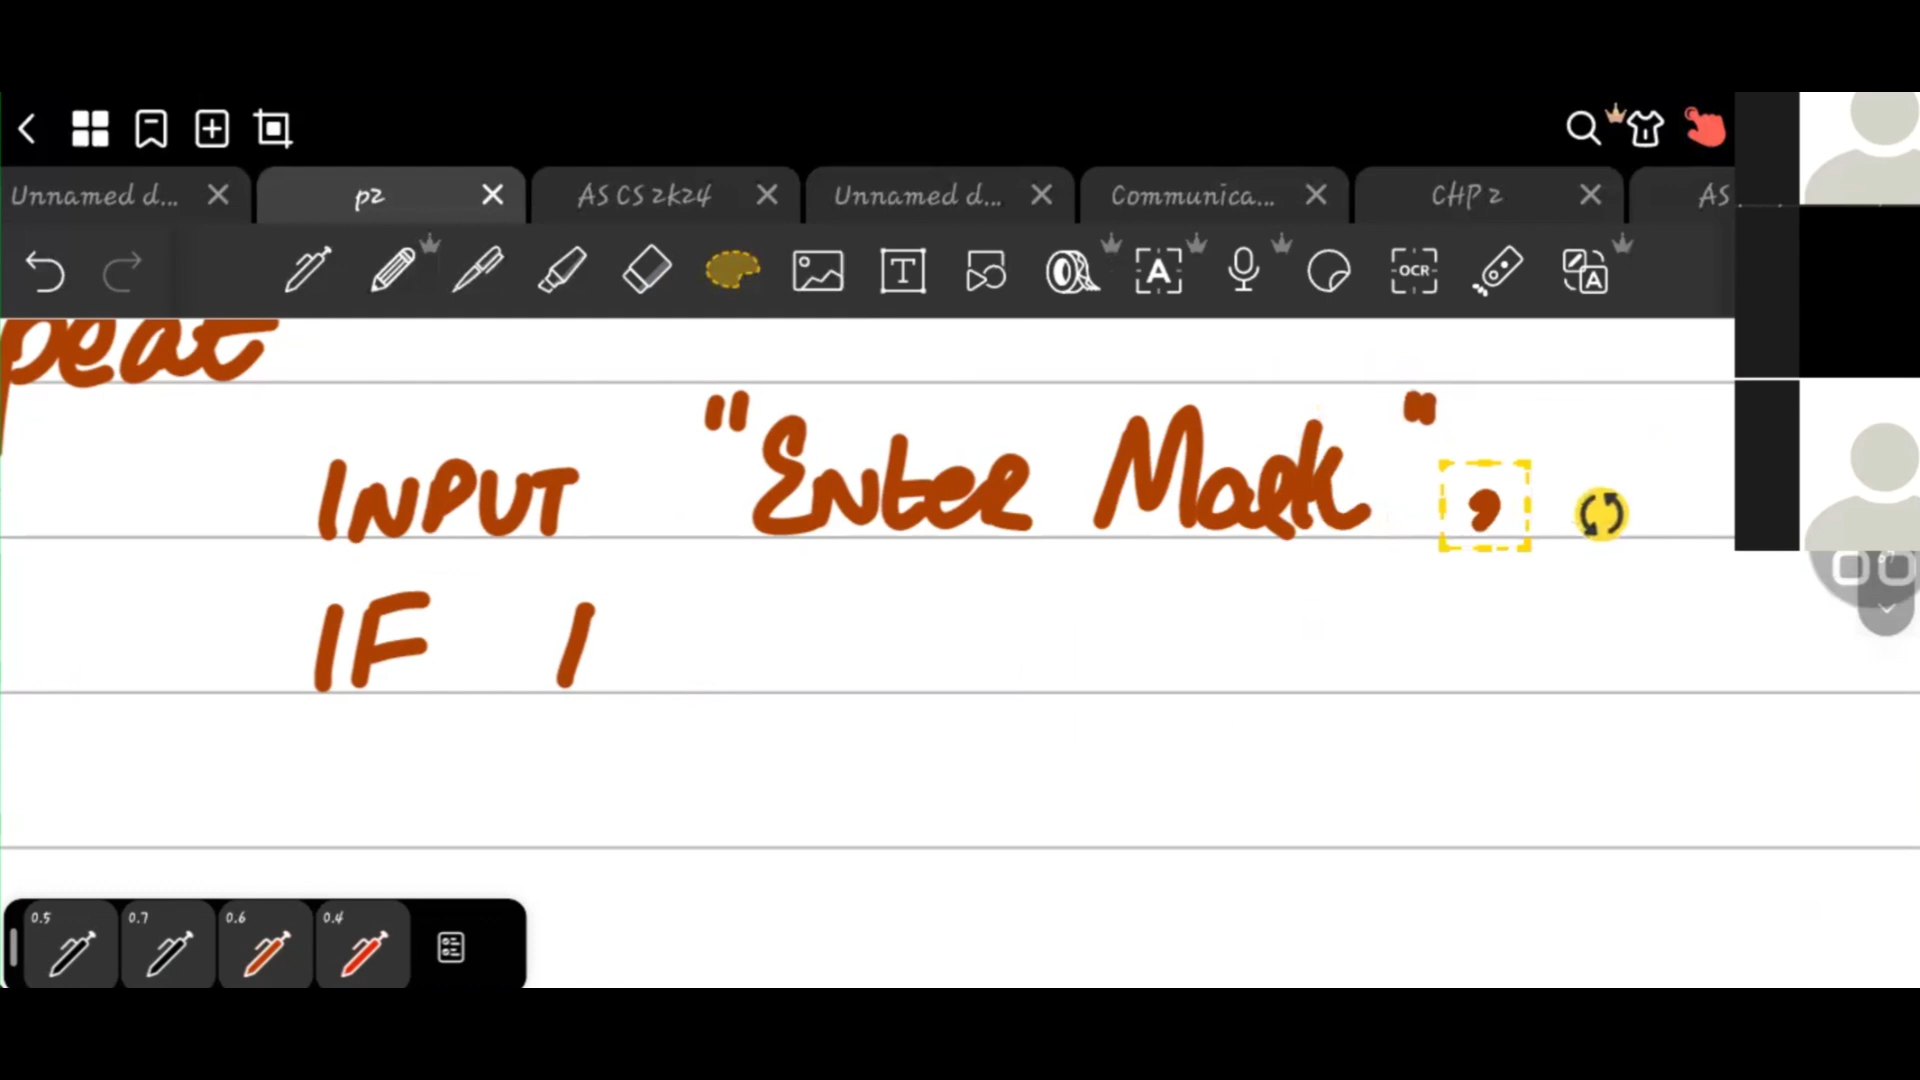 Unnamed d... p2 AS CS 2k24 Unnamed d... Communica... CHP 2 AS
T A OCR A
peat
INPUT "Enter Mark",
IF I
0.5 0.7 0.6 0.4